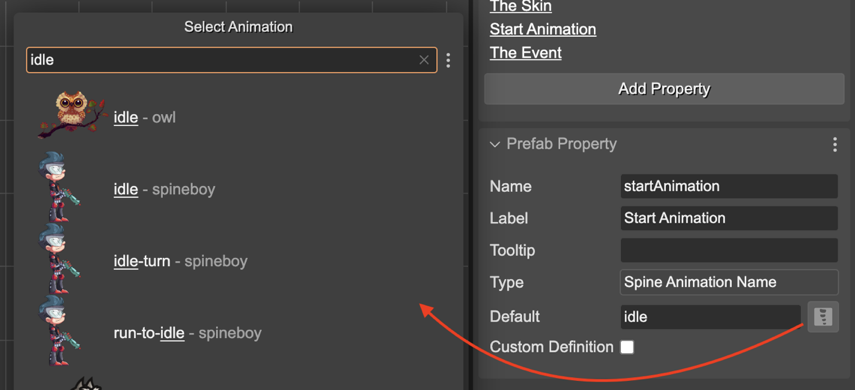 Select Animation
idle
idle - owl
idle - spineboy
idle-turn - spineboy
run-to-idle - spineboy
The Skin
Start Animation
The Event
Add Property
Prefab Property
Name startAnimation
Label Start Animation
Tooltip
Type Spine Animation Name
Default idle
Custom Definition